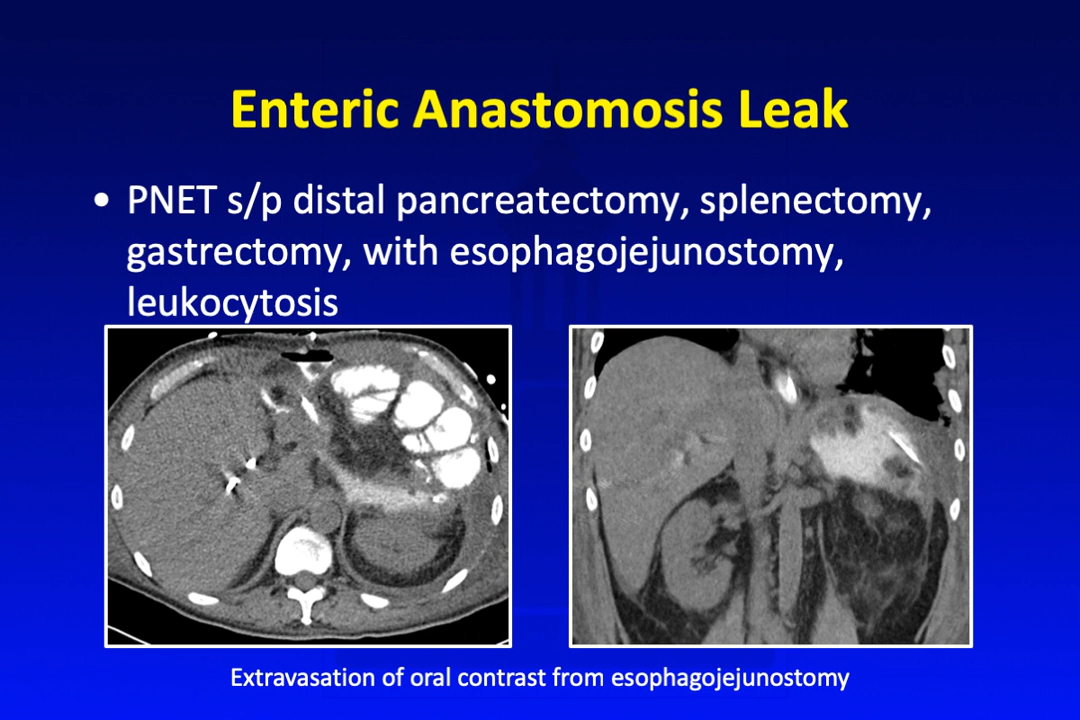 Enteric Anastomosis Leak
• PNET s/p distal pancreatectomy, splenectomy,
gastrectomy, with esophagojejunostomy,
leukocytosis
Extravasation of oral contrast from esophagojejunostomy